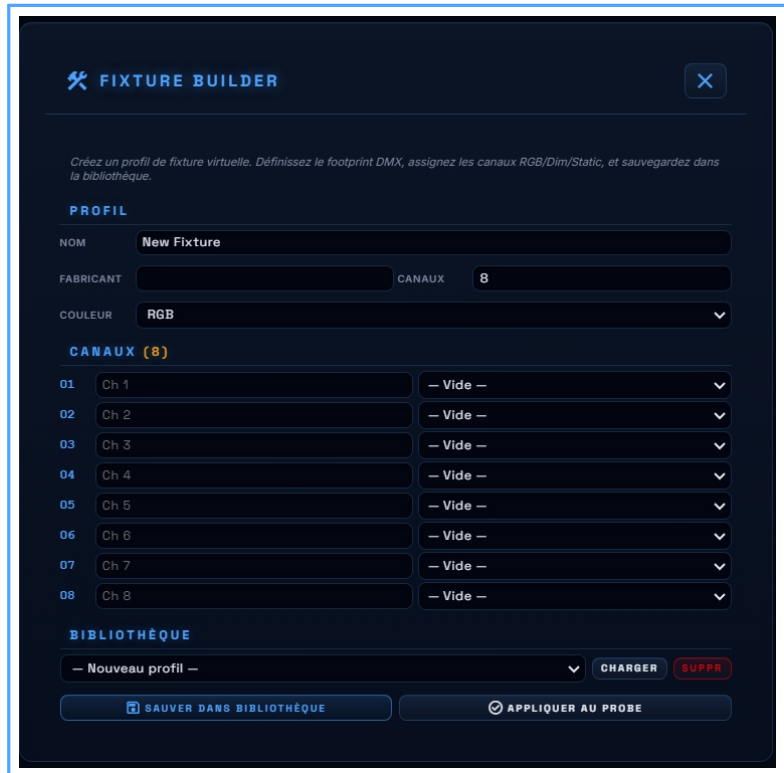 FIXTURE BUILDER
Créez un profil de fixture virtuelle. Définissez le footprint DMX, assignez les canaux RGB/Dim/Static, et sauvegardez dans
la bibliothèque.
PROFIL
NOM New Fixture
FABRICANT CANAUX 8
COULEUR RGB
CANAUX (8)
01 Ch 1 — Vide —
02 Ch 2 — Vide —
03 Ch 3 — Vide —
04 Ch 4 — Vide —
05 Ch 5 — Vide —
06 Ch 6 — Vide —
07 Ch 7 — Vide —
08 Ch 8 — Vide —
BIBLIOTHÈQUE
— Nouveau profil — CHARGER SUPPR
SAUVER DANS BIBLIOTHÈQUE APPLIQUER AU PROBE